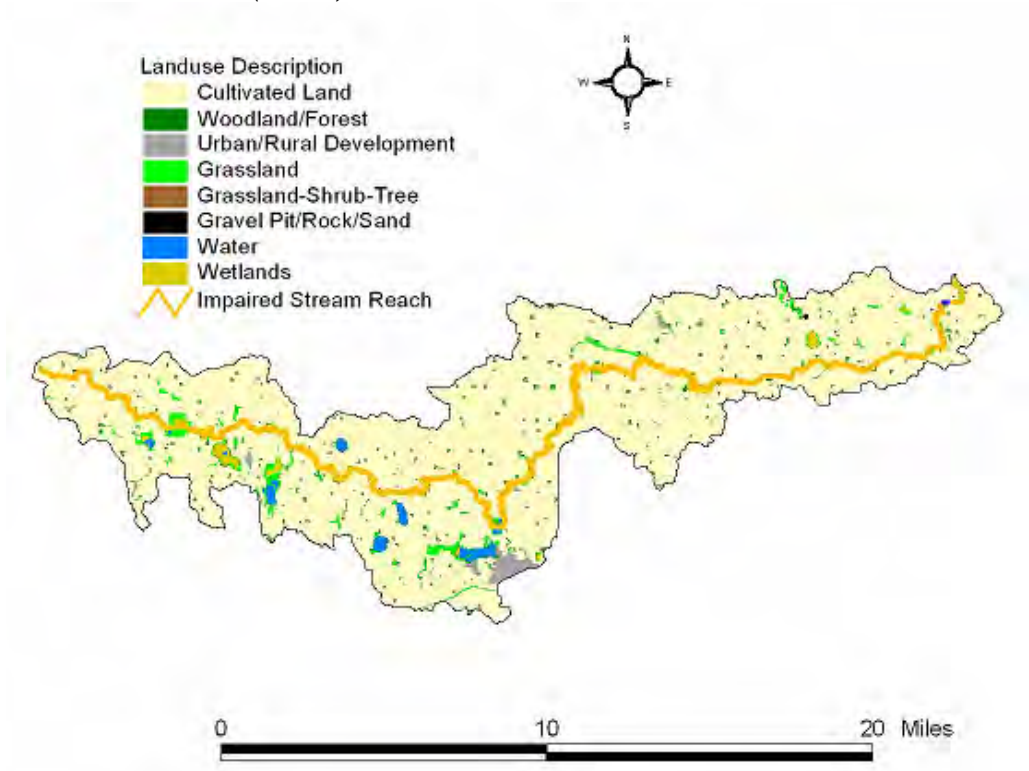 N
W E
S
Landuse Description
Cultivated Land
Woodland/Forest
Urban/Rural Development
Grassland
Grassland-Shrub-Tree
Gravel Pit/Rock/Sand
Water
Wetlands
Impaired Stream Reach
0 10 20 Miles